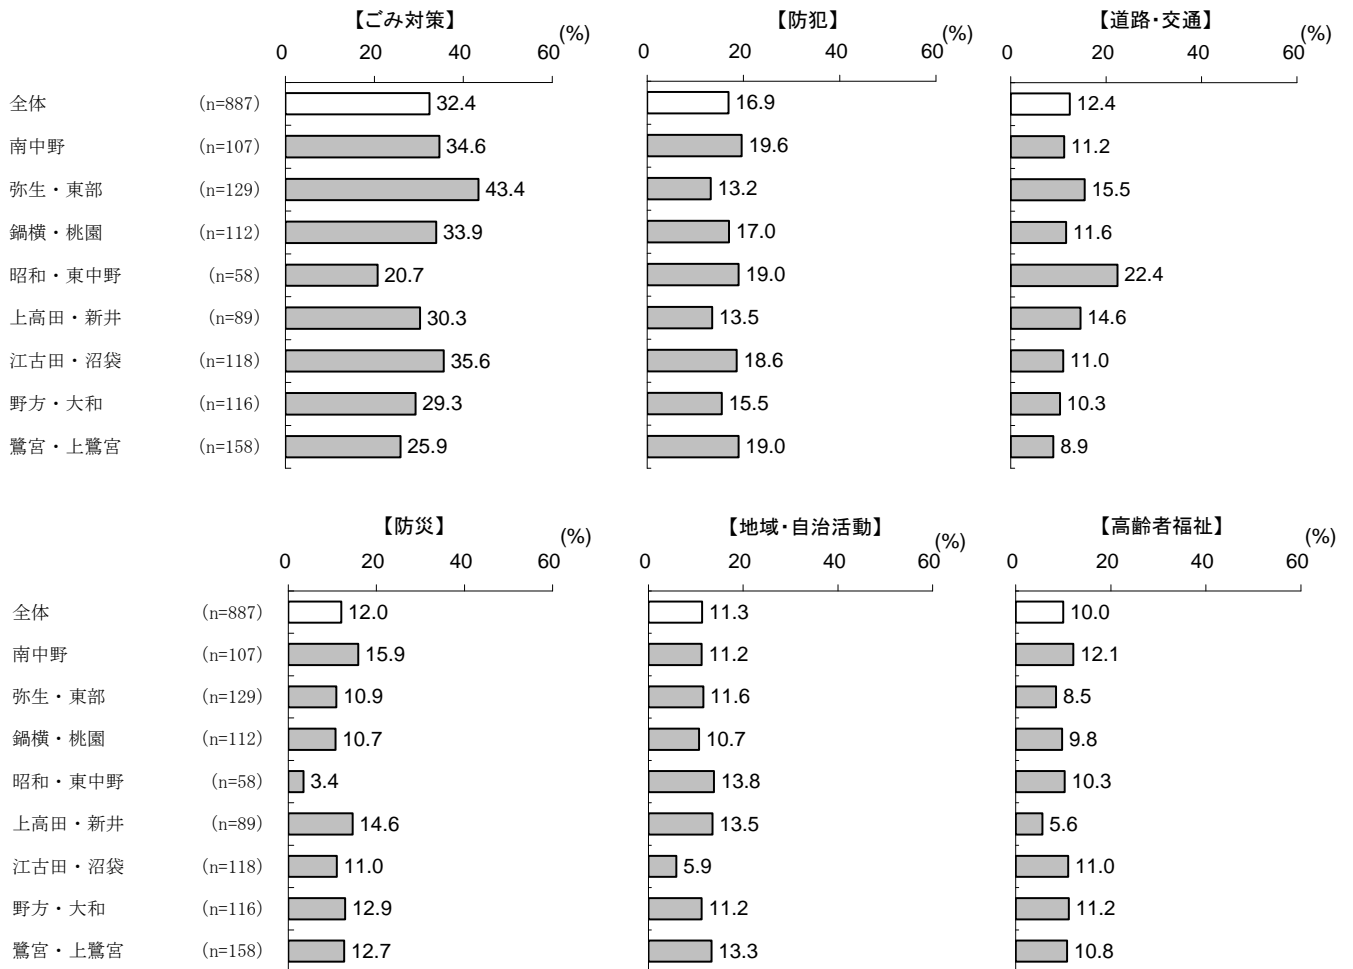 【ごみ対策】 【防犯】 【道路・交通】
(%) (%) (%)
0 20 40 60 0 20 40 60 0 20 40 60
全体 (n=887) 32.4 16.9 12.4
南中野 (n=107) 34.6 19.6 11.2
弥生・東部 (n=129) 43.4 13.2 15.5
鍋横・桃園 (n=112) 33.9 17.0 11.6
昭和・東中野 (n=58) 20.7 19.0 22.4
上高田・新井 (n=89) 30.3 13.5 14.6
江古田・沼袋 (n=118) 35.6 18.6 11.0
野方・大和 (n=116) 29.3 15.5 10.3
鷺宮・上鷺宮 (n=158) 25.9 19.0 8.9
【防災】 【地域・自治活動】 【高齢者福祉】
(%) (%) (%)
0 20 40 60 0 20 40 60 0 20 40 60
全体 (n=887) 12.0 11.3 10.0
南中野 (n=107) 15.9 11.2 12.1
弥生・東部 (n=129) 10.9 11.6 8.5
鍋横・桃園 (n=112) 10.7 10.7 9.8
昭和・東中野 (n=58) 3.4 13.8 10.3
上高田・新井 (n=89) 14.6 13.5 5.6
江古田・沼袋 (n=118) 11.0 5.9 11.0
野方・大和 (n=116) 12.9 11.2 11.2
鷺宮・上鷺宮 (n=158) 12.7 13.3 10.8